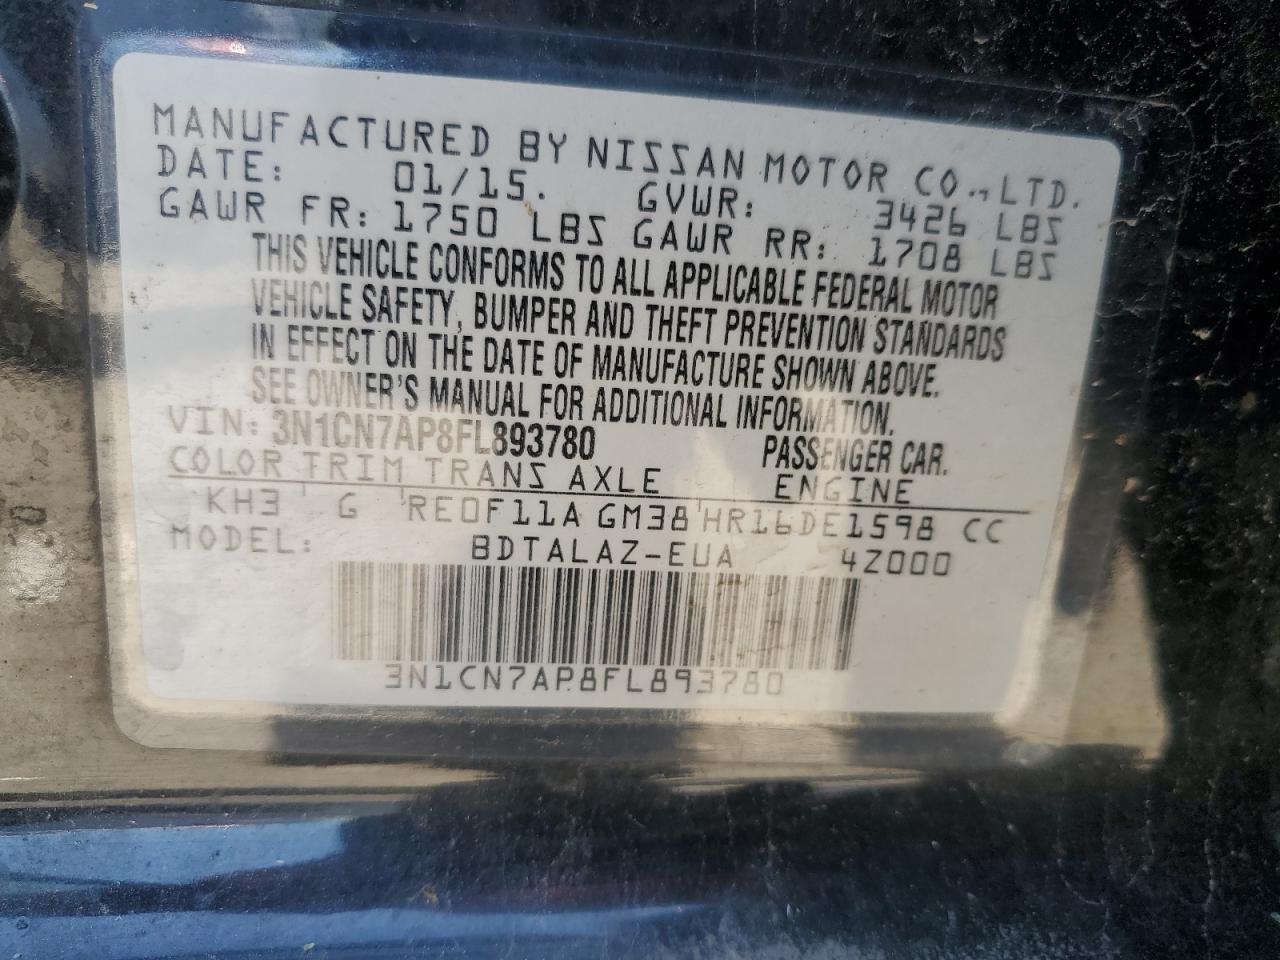 MANUFACTURED BY NISSAN MOTOR CO., LTD.
DATE: 01/15. GVWR: 3426 LBS
GAWR FR: 1750 LBS GAWR RR: 1708 LBS
THIS VEHICLE CONFORMS TO ALL APPLICABLE FEDERAL MOTOR
VEHICLE SAFETY, BUMPER AND THEFT PREVENTION STANDARDS
IN EFFECT ON THE DATE OF MANUFACTURE SHOWN ABOVE.
SEE OWNER'S MANUAL FOR ADDITIONAL INFORMATION.
VIN: 3N1CN7AP8FL893780 PASSENGER CAR.
COLOR TRIM TRANS AXLE ENGINE
KH3 G RE0F11A GM38 HR16DE1598 CC
MODEL: BDTALAZ-EUA 4Z000
3N1CN7AP8FL893780